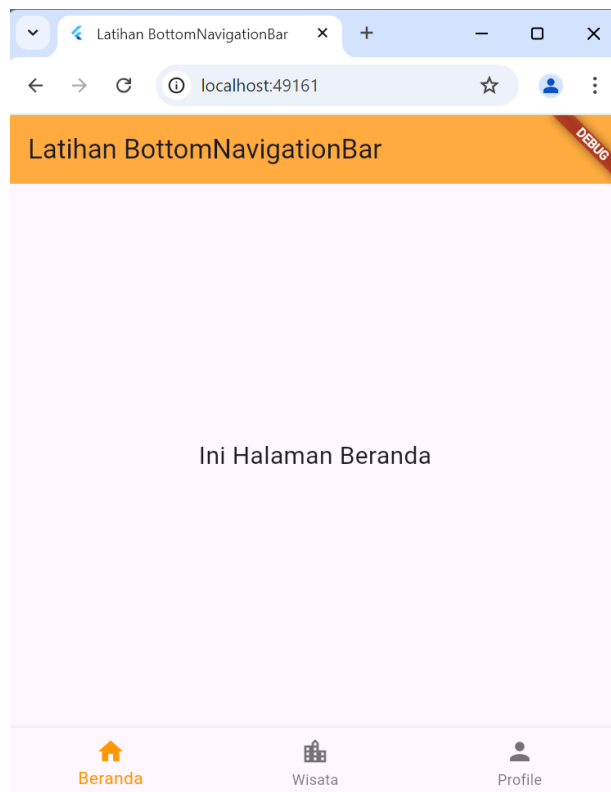 Latihan BottomNavigationBar
localhost:49161
Latihan BottomNavigationBar
DEBUG
Ini Halaman Beranda
Beranda
Wisata
Profile